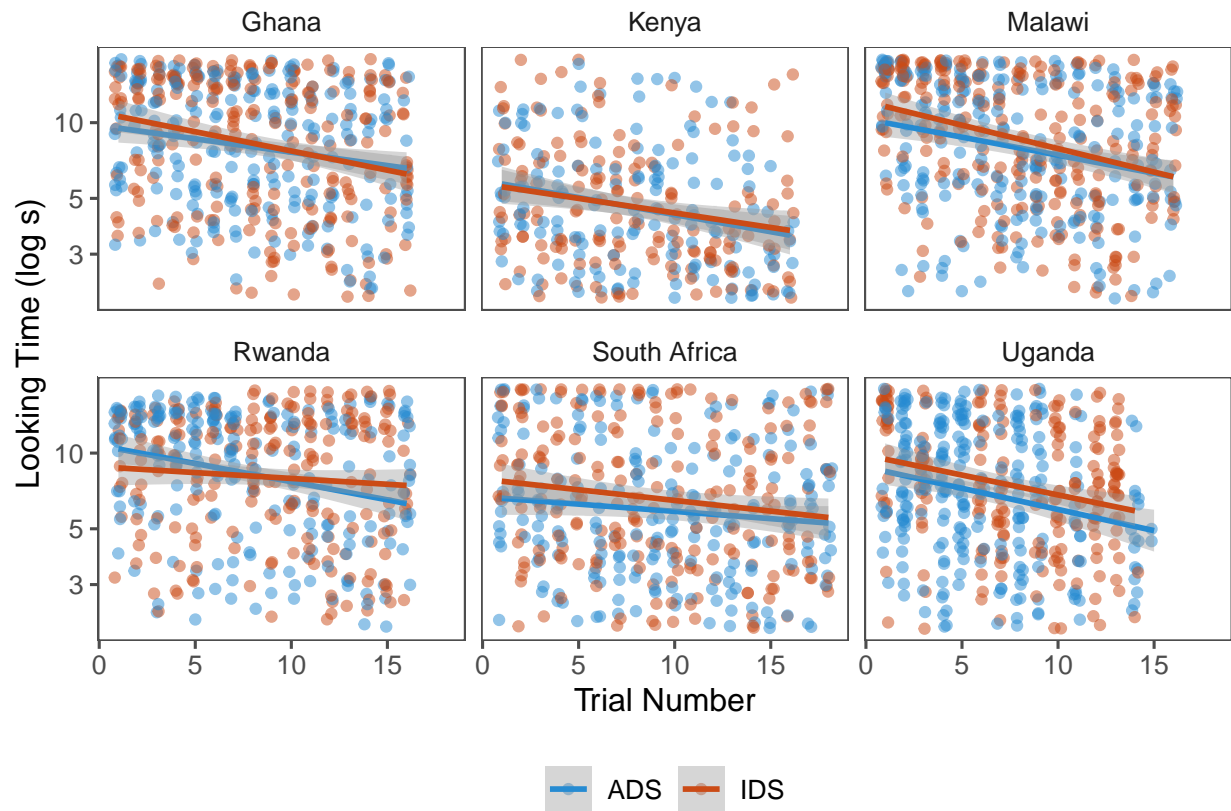 Ghana Kenya Malawi
10
5
3
Rwanda South Africa Uganda
10
5
3
0 5 10 15 0 5 10 15 0 5 10 15
Looking Time (log s)
Trial Number
ADS IDS